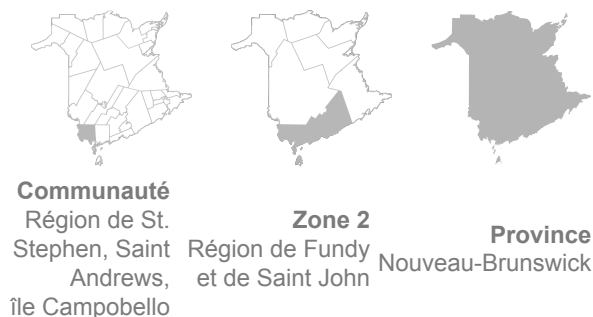 Communauté
Région de St.
Stephen, Saint
Andrews,
île Campobello
Zone 2
Région de Fundy
et de Saint John
Province
Nouveau-Brunswick